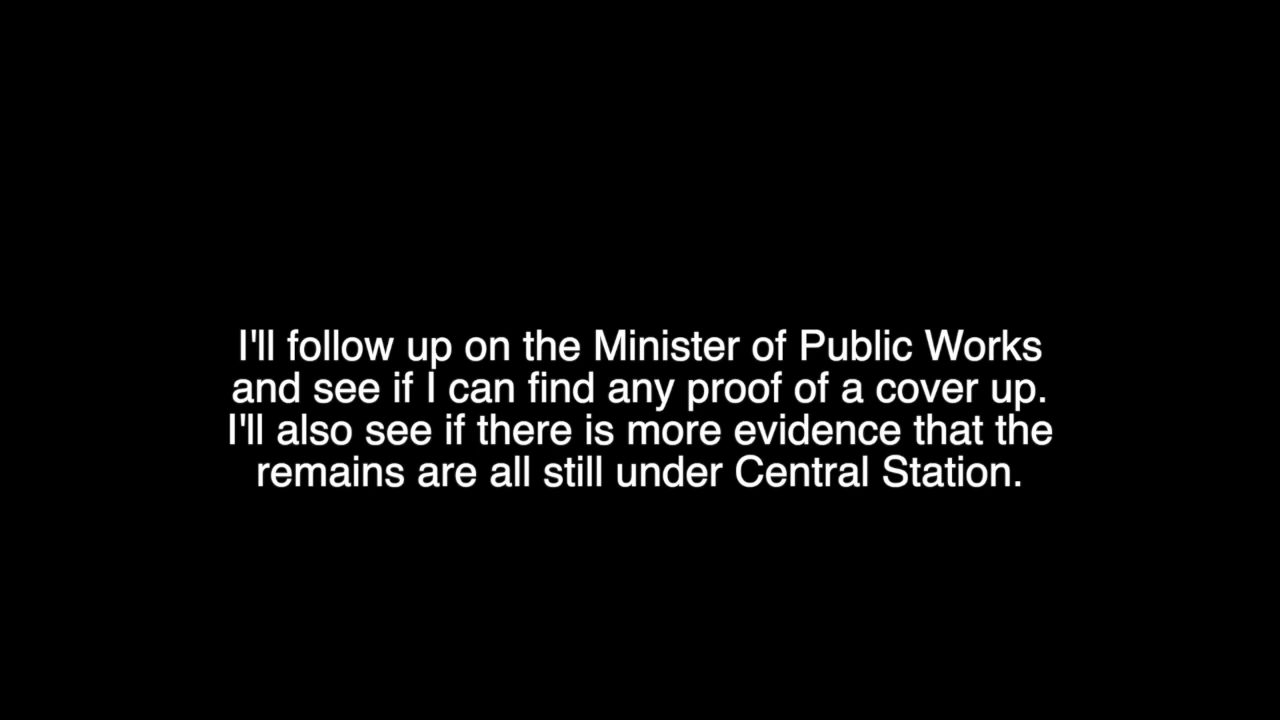 I'll follow up on the Minister of Public Works
and see if I can find any proof of a cover up.
I'll also see if there is more evidence that the
remains are all still under Central Station.